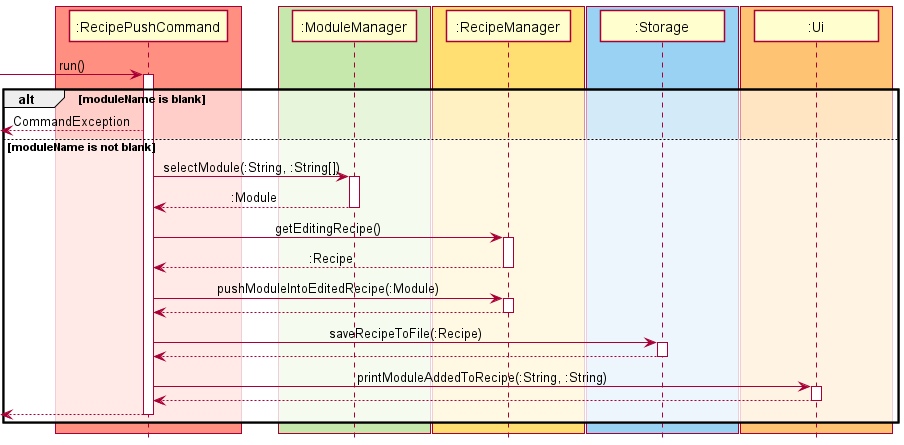 :RecipePushCommand
:ModuleManager
:RecipeManager
:Storage
:Ui
run()
alt
[moduleName is blank]
CommandException
[moduleName is not blank]
selectModule(:String, :String[])
:Module
getEditingRecipe()
:Recipe
pushModuleIntoEditedRecipe(:Module)
saveRecipeToFile(:Recipe)
printModuleAddedToRecipe(:String, :String)